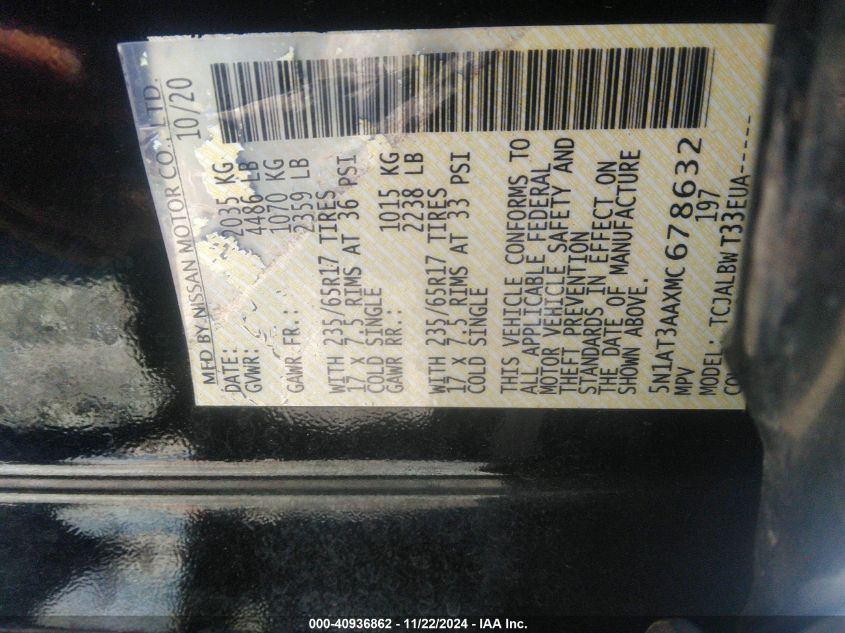 MFD BY NISSAN MOTOR CO., LTD.
DATE: 10/20
GVWR: 2035 KG
4486 LB
GAWR FR.: 1070 KG
2359 LB
WITH 235/65R17 TIRES
17 X 7.5 RIMS AT 36 PSI
COLD SINGLE
GAWR RR.: 1015 KG
2238 LB
WITH 235/65R17 TIRES
17 X 7.5 RIMS AT 33 PSI
COLD SINGLE
THIS VEHICLE CONFORMS TO
ALL APPLICABLE FEDERAL
MOTOR VEHICLE SAFETY AND
THEFT PREVENTION
STANDARDS IN EFFECT ON
THE DATE OF MANUFACTURE
SHOWN ABOVE.
5N1AT3AAXMC678632
MPV 197
MODEL: TCJALBWT33EUA-----
000-40936862 - 11/22/2024 - IAA Inc.